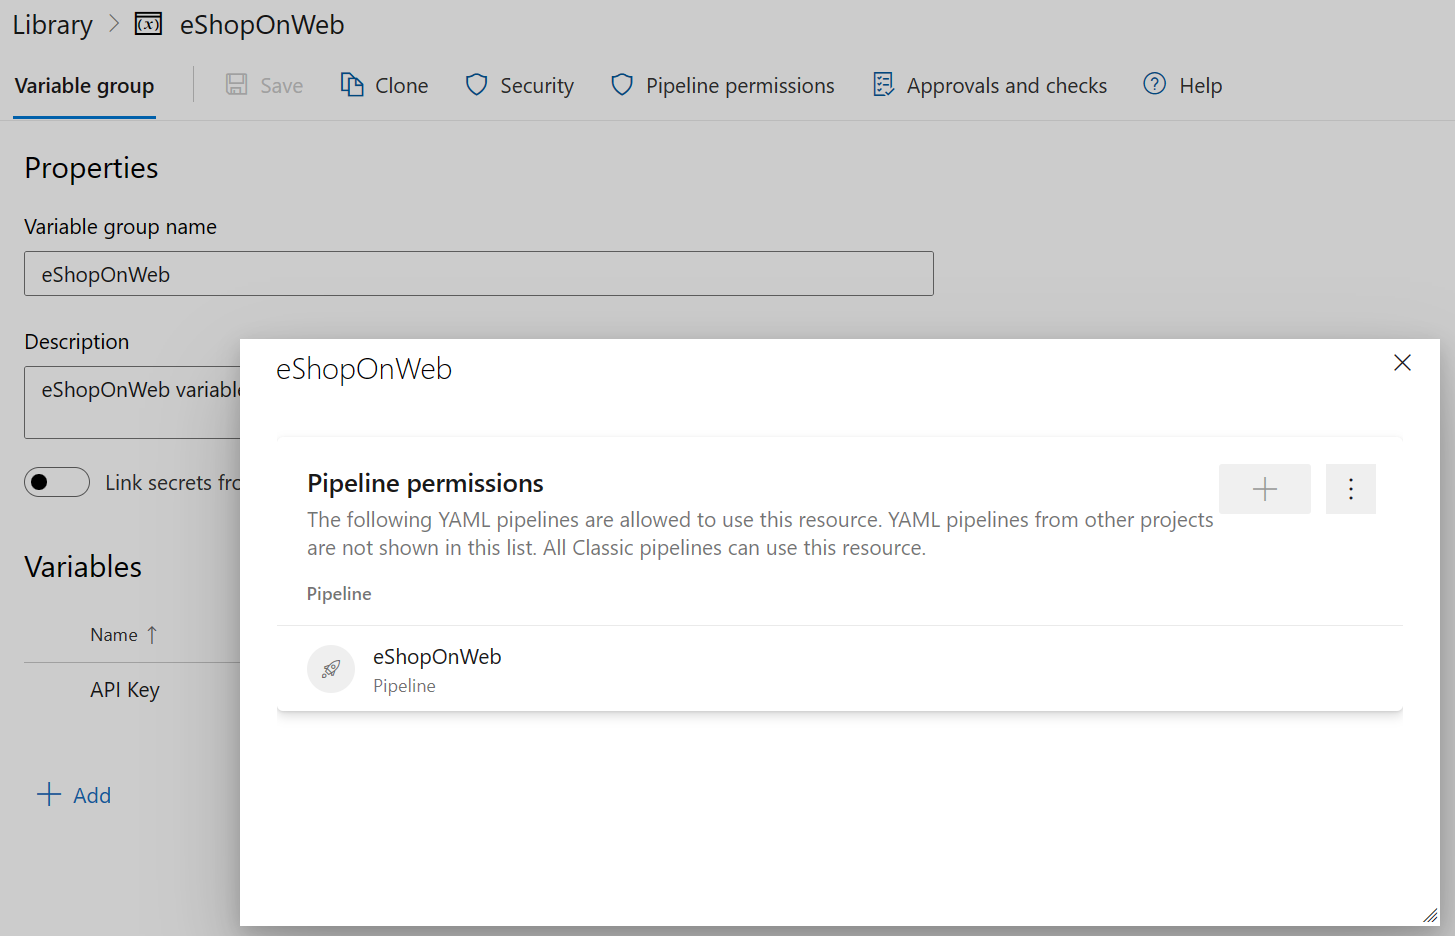 Library > (x) eShopOnWeb
Variable group Save Clone Security Pipeline permissions Approvals and checks ? Help
Properties
Variable group name
eShopOnWeb
Description
eShopOnWeb variable
Link secrets fro
Variables
Name ↑
API Key
+ Add
eShopOnWeb
Pipeline permissions
The following YAML pipelines are allowed to use this resource. YAML pipelines from other projects
are not shown in this list. All Classic pipelines can use this resource.
Pipeline
eShopOnWeb
Pipeline